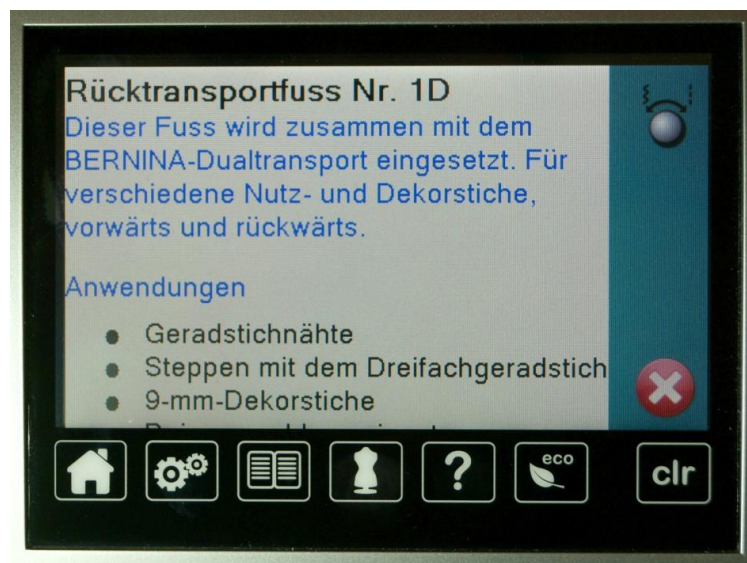 Rücktransportfuss Nr. 1D
Dieser Fuss wird zusammen mit dem
BERNINA-Dualtransport eingesetzt. Für
verschiedene Nutz- und Dekorstiche,
vorwärts und rückwärts.
Anwendungen
Geradstichnähte
Steppen mit dem Dreifachgeradstich
9-mm-Dekorstiche
?
eco
clr